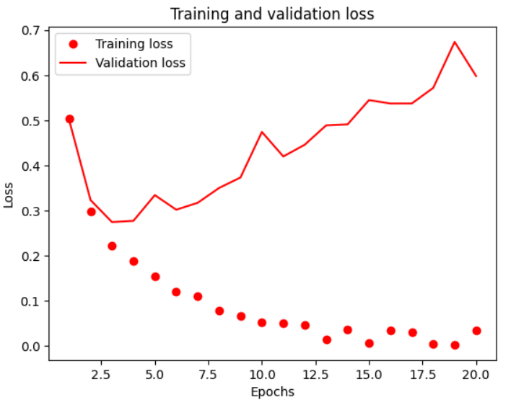 Training and validation loss
Training loss
Validation loss
0.7
0.6
0.5
0.4
0.3
0.2
0.1
0.0
Loss
2.5 5.0 7.5 10.0 12.5 15.0 17.5 20.0
Epochs